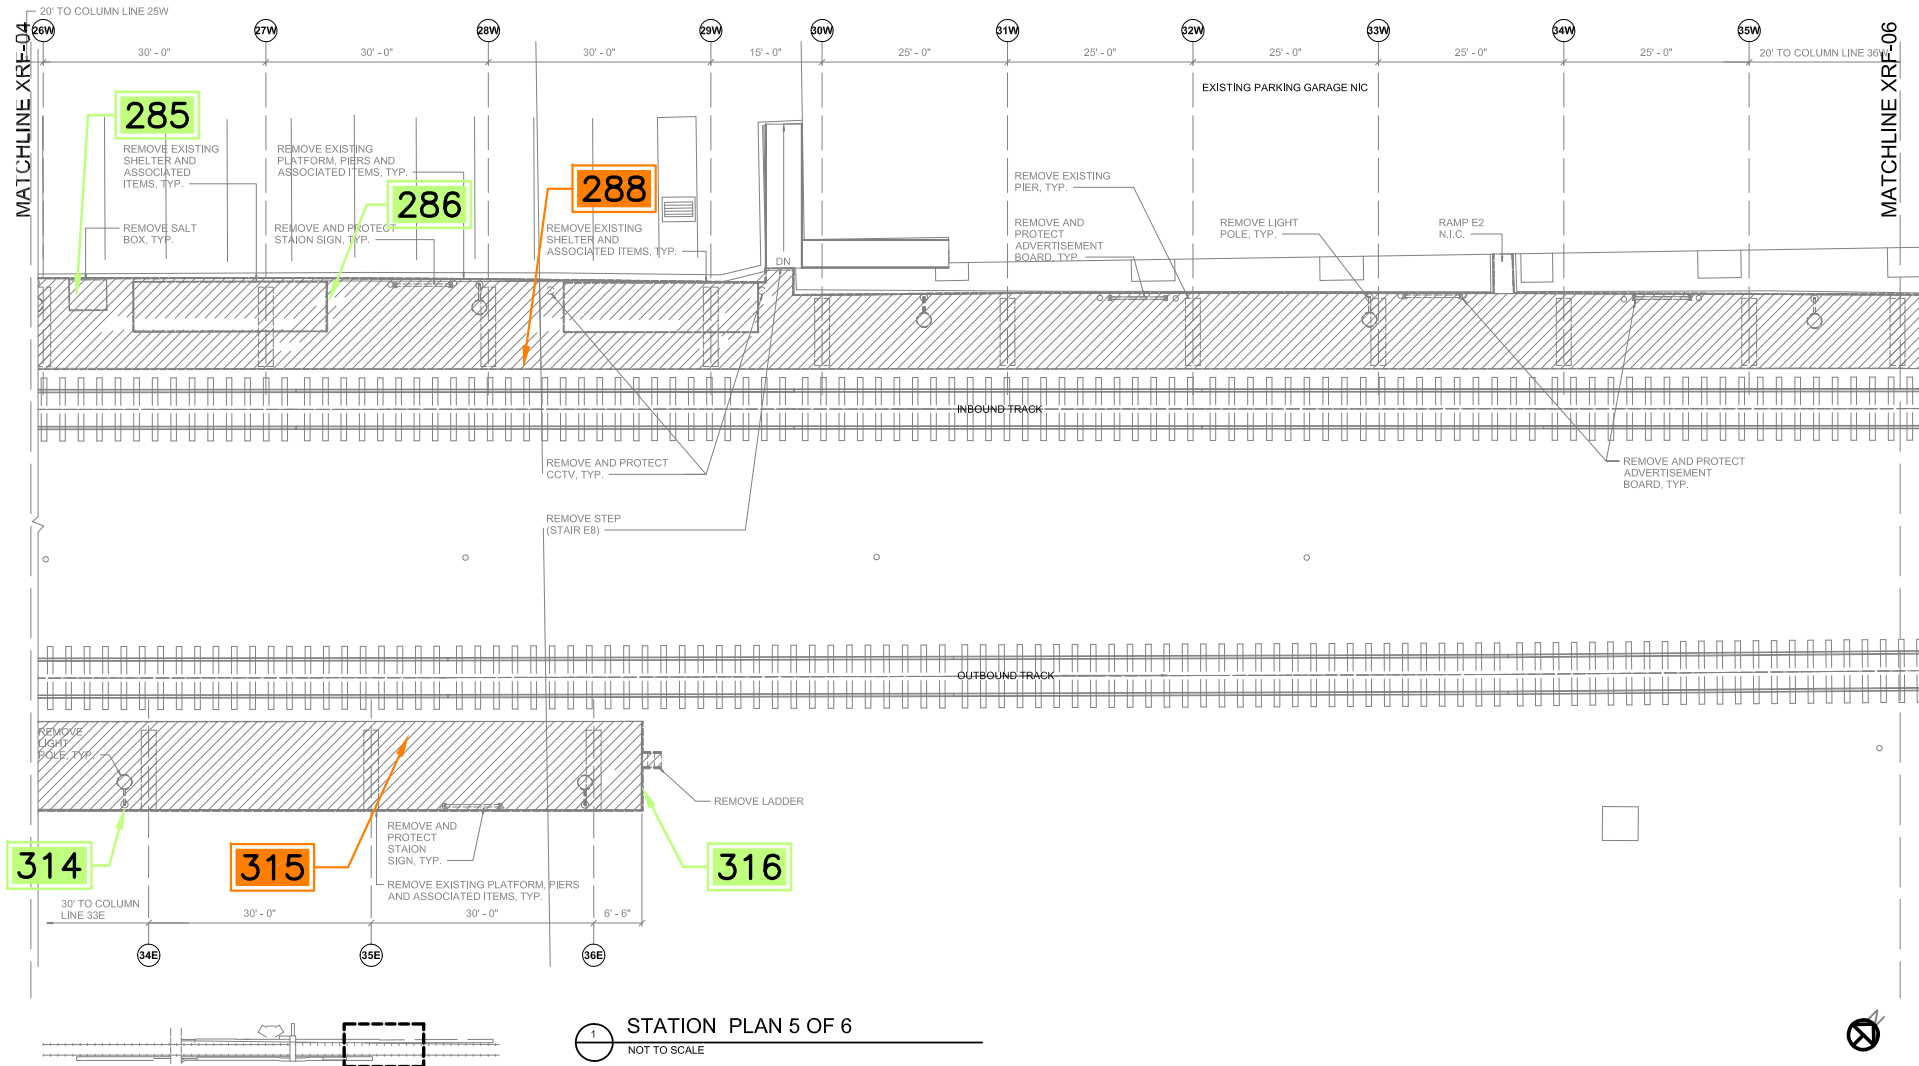 20' TO COLUMN LINE 25W
MATCHLINE XRF-04
26W
27W
28W
29W
30W
31W
32W
33W
34W
35W
30' - 0"
30' - 0"
30' - 0"
15' - 0"
25' - 0"
25' - 0"
25' - 0"
25' - 0"
25' - 0"
20' TO COLUMN LINE 36W
MATCHLINE XRF-06
EXISTING PARKING GARAGE NIC
285
REMOVE EXISTING
SHELTER AND
ASSOCIATED
ITEMS, TYP.
REMOVE EXISTING
PLATFORM, PIERS AND
ASSOCIATED ITEMS, TYP.
286
288
REMOVE EXISTING
PIER, TYP.
REMOVE SALT
BOX, TYP.
REMOVE AND PROTECT
STAION SIGN, TYP.
REMOVE EXISTING
SHELTER AND
ASSOCIATED ITEMS, TYP.
REMOVE AND
PROTECT
ADVERTISEMENT
BOARD, TYP
REMOVE LIGHT
POLE, TYP.
RAMP E2
N.I.C.
DN
INBOUND TRACK
REMOVE AND PROTECT
CCTV, TYP.
REMOVE AND PROTECT
ADVERTISEMENT
BOARD, TYP.
REMOVE STEP
(STAIR E8)
OUTBOUND TRACK
REMOVE
LIGHT
POLE, TYP.
REMOVE LADDER
314
315
316
REMOVE AND
PROTECT
STAION
SIGN, TYP.
REMOVE EXISTING PLATFORM, PIERS
AND ASSOCIATED ITEMS, TYP.
30' TO COLUMN
LINE 33E
30' - 0"
30' - 0"
6' - 6"
34E
35E
36E
1
STATION PLAN 5 OF 6
NOT TO SCALE